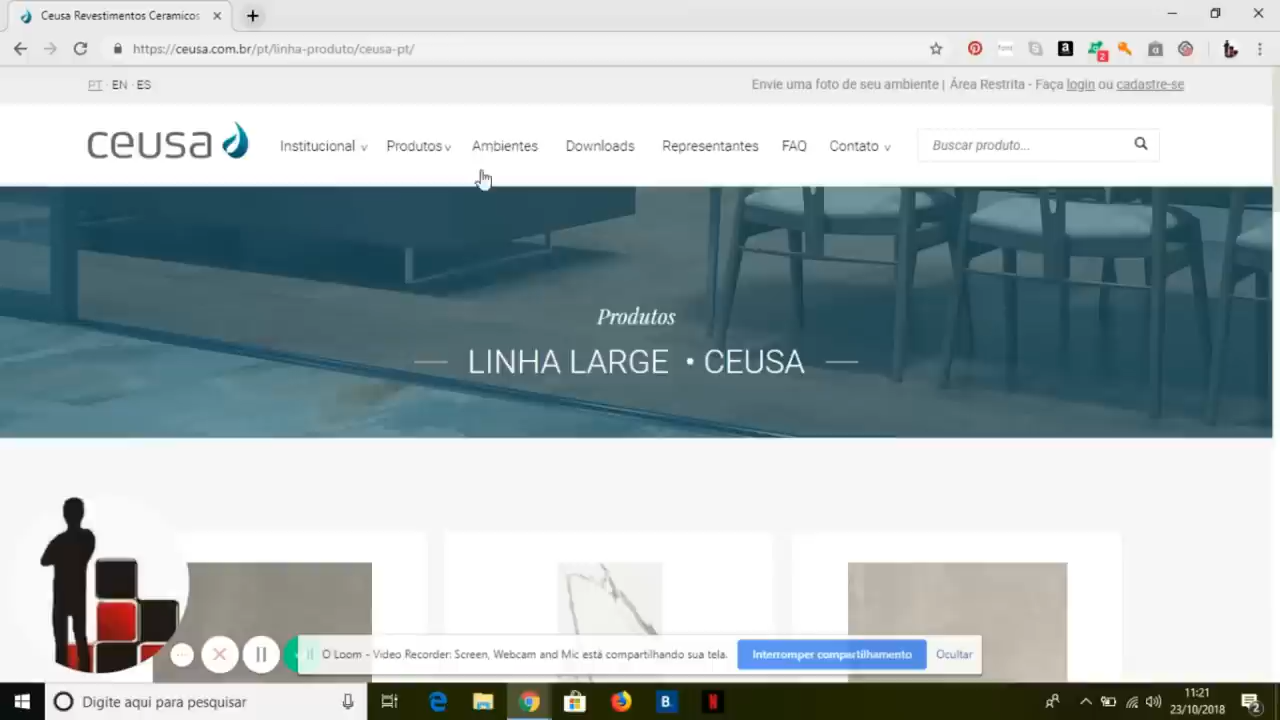 Ceusa Revestimentos Ceramicos
https://ceusa.com.br/pt/linha-produto/ceusa-pt/
PT · EN · ES
Envie uma foto de seu ambiente | Área Restrita - Faça login ou cadastre-se
ceusa
Institucional
Produtos
Ambientes
Downloads
Representantes
FAQ
Contato
Buscar produto...
Produtos
LINHA LARGE • CEUSA
O Loom - Video Recorder: Screen, Webcam and Mic está compartilhando sua tela.
Interromper compartilhamento
Ocultar
Digite aqui para pesquisar
B.
N
11:21
23/10/2018
2
2